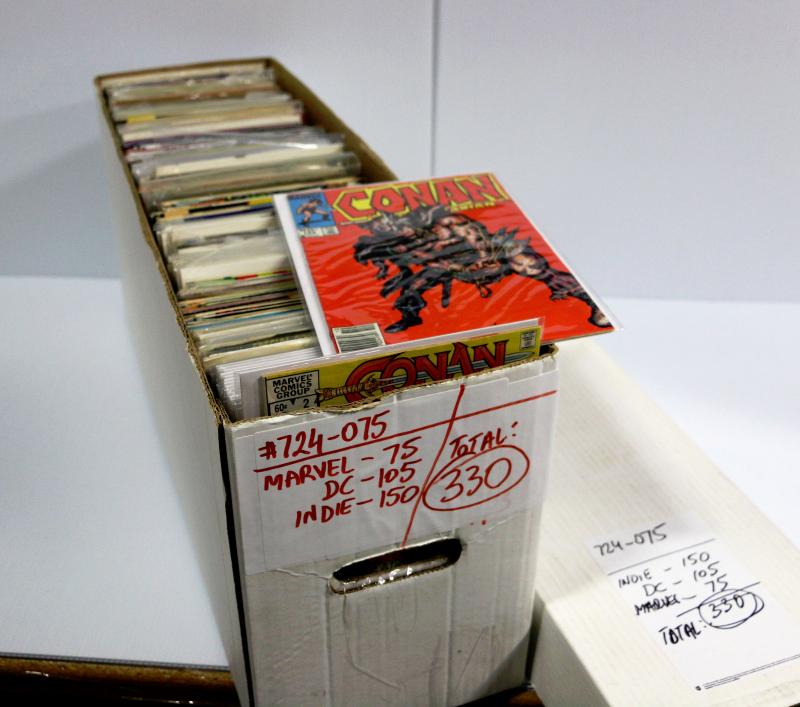 CONAN
CONAN
MARVEL
COMICS
GROUP
60¢
2
#724-075
MARVEL - 75
DC - 105
INDIE - 150
TOTAL:
330
724-075
INDIE - 150
DC - 105
MARVEL - 75
TOTAL: 330